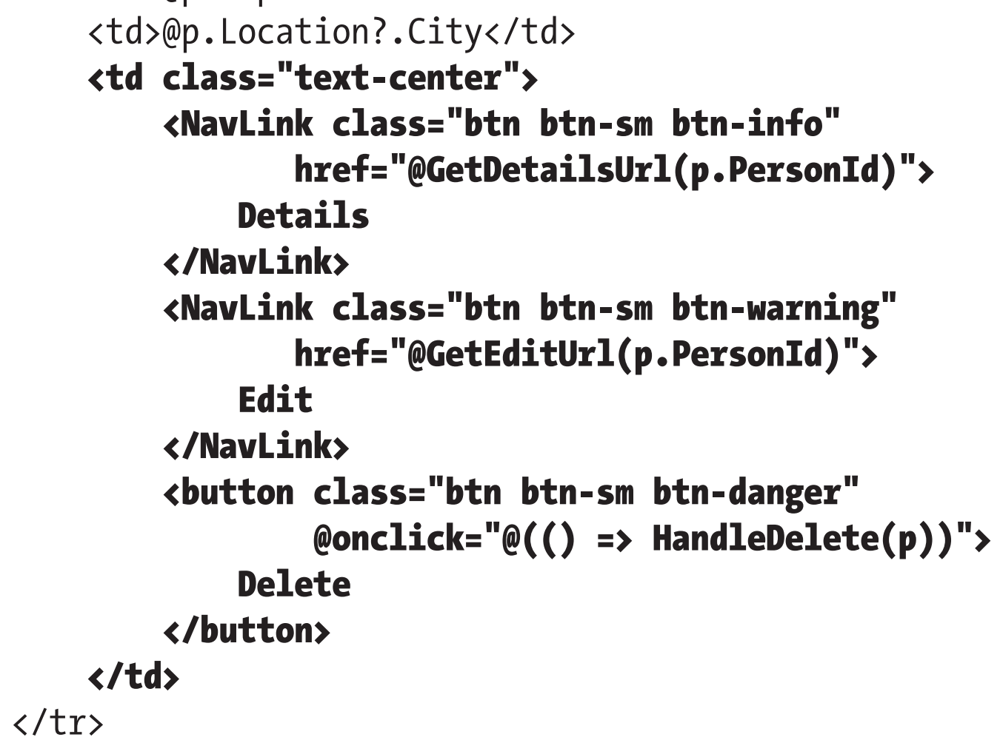 <td>@p.Location?.City</td>
<td class="text-center">
<NavLink class="btn btn-sm btn-info"
href="@GetDetailsUrl(p.PersonId)">
Details
</NavLink>
<NavLink class="btn btn-sm btn-warning"
href="@GetEditUrl(p.PersonId)">
Edit
</NavLink>
<button class="btn btn-sm btn-danger"
@onclick="@(() => HandleDelete(p))">
Delete
</button>
</td>
</tr>